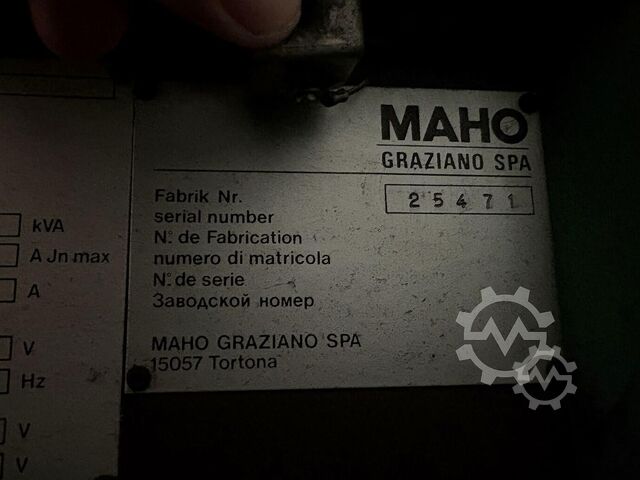 MAHO
GRAZIANO SPA
Fabrik Nr. 25471
serial number
N° de Fabrication
numero di matricola
N° de serie
Заводской номер
MAHO GRAZIANO SPA
15057 Tortona
kVA
A Jn max
A
V
Hz
V
V